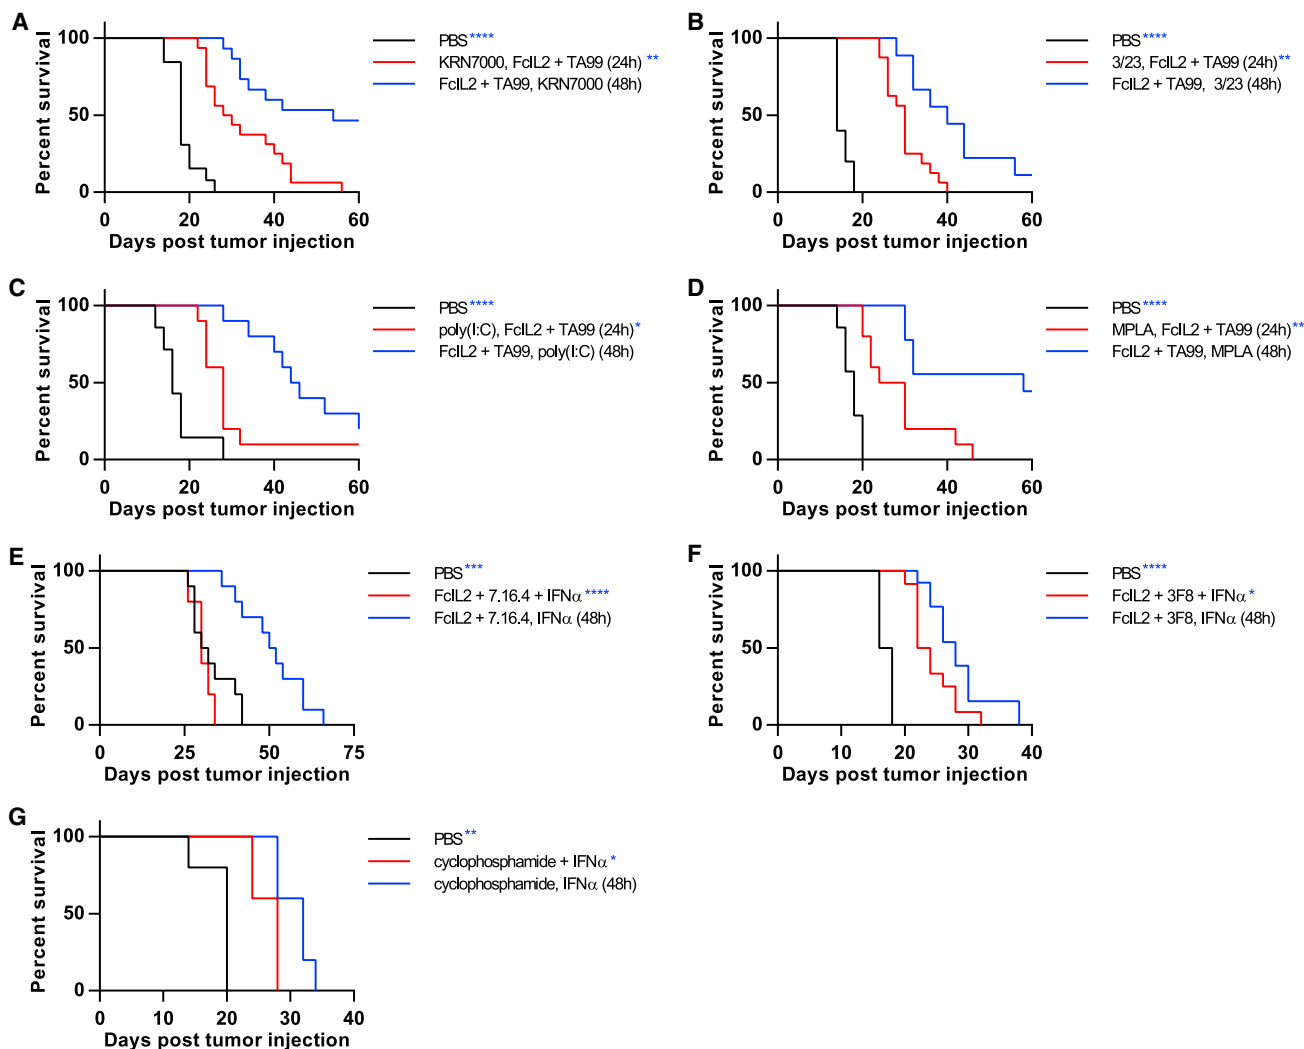 A
Percent survival
100
50
0
0 20 40 60
Days post tumor injection
PBS ****
KRN7000, FcIL2 + TA99 (24h) **
FcIL2 + TA99, KRN7000 (48h)
B
Percent survival
100
50
0
0 20 40 60
Days post tumor injection
PBS ****
3/23, FcIL2 + TA99 (24h) **
FcIL2 + TA99, 3/23 (48h)
C
Percent survival
100
50
0
0 20 40 60
Days post tumor injection
PBS ****
poly(I:C), FcIL2 + TA99 (24h) *
FcIL2 + TA99, poly(I:C) (48h)
D
Percent survival
100
50
0
0 20 40 60
Days post tumor injection
PBS ****
MPLA, FcIL2 + TA99 (24h) **
FcIL2 + TA99, MPLA (48h)
E
Percent survival
100
50
0
0 25 50 75
Days post tumor injection
PBS ***
FcIL2 + 7.16.4 + IFNα ****
FcIL2 + 7.16.4, IFNα (48h)
F
Percent survival
100
50
0
0 10 20 30 40
Days post tumor injection
PBS ****
FcIL2 + 3F8 + IFNα *
FcIL2 + 3F8, IFNα (48h)
G
Percent survival
100
50
0
0 10 20 30 40
Days post tumor injection
PBS **
cyclophosphamide + IFNα *
cyclophosphamide, IFNα (48h)